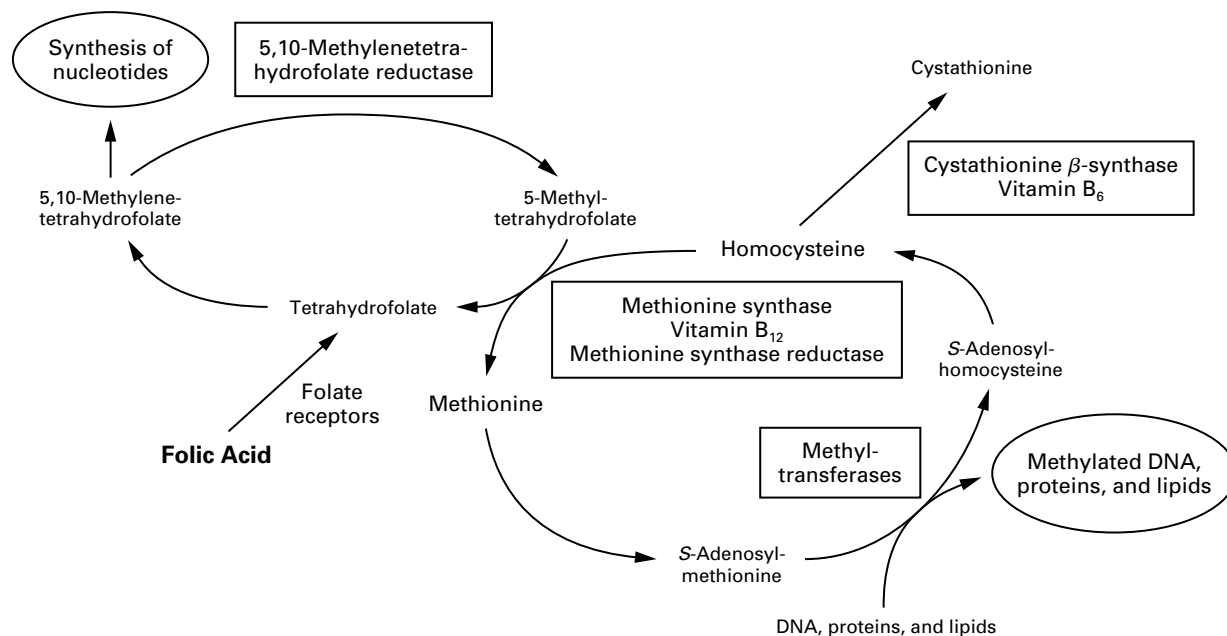 Synthesis of
nucleotides
5,10-Methylenetetra-
hydrofolate reductase
Cystathionine
Cystathionine β-synthase
Vitamin B₆
5,10-Methylene-
tetrahydrofolate
5-Methyl-
tetrahydrofolate
Homocysteine
Tetrahydrofolate
Methionine synthase
Vitamin B₁₂
Methionine synthase reductase
S-Adenosyl-
homocysteine
Folate
receptors
Methionine
Folic Acid
Methyl-
transferases
Methylated DNA,
proteins, and lipids
S-Adenosyl-
methionine
DNA, proteins, and lipids